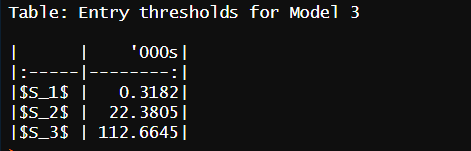 Table: Entry thresholds for Model 3
|      |    '000s|
|:-----|--------:|
|$S_1$ |   0.3182|
|$S_2$ |  22.3805|
|$S_3$ | 112.6645|